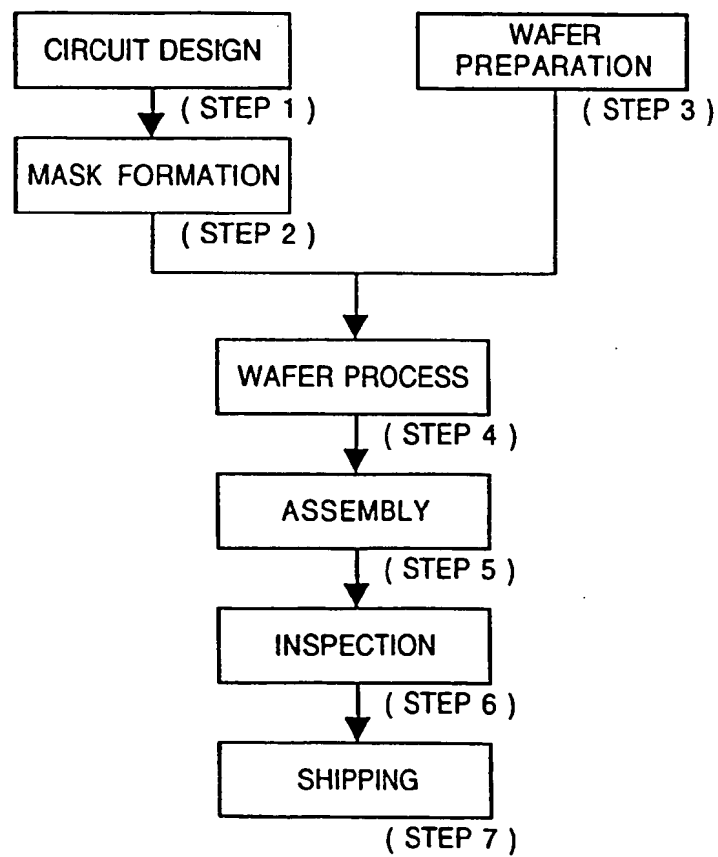 CIRCUIT DESIGN
( STEP 1 )
MASK FORMATION
( STEP 2 )
WAFER
PREPARATION
( STEP 3 )
WAFER PROCESS
( STEP 4 )
ASSEMBLY
( STEP 5 )
INSPECTION
( STEP 6 )
SHIPPING
( STEP 7 )